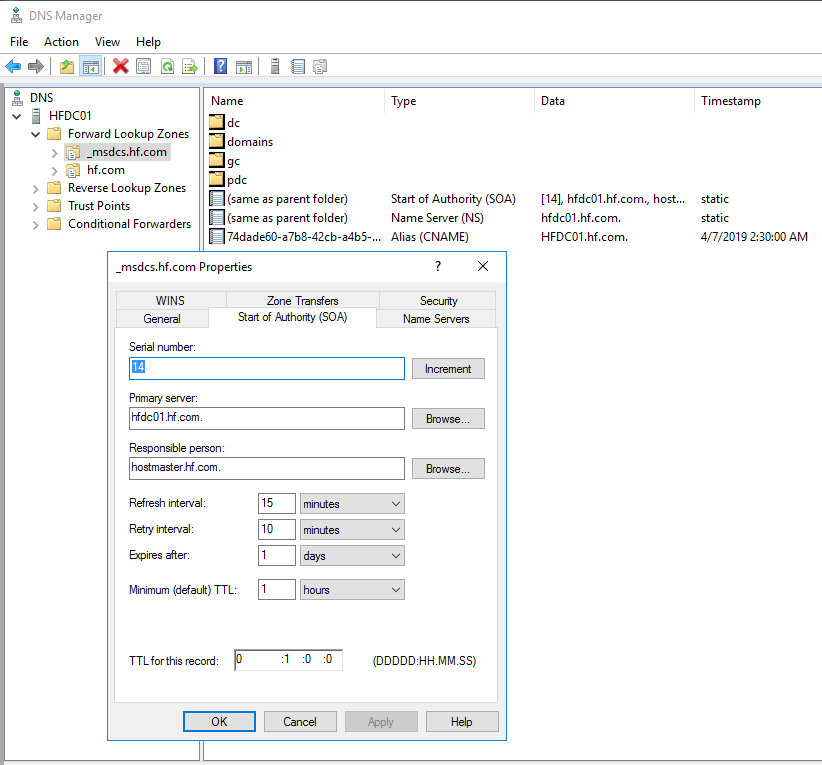 DNS Manager
File Action View Help
DNS
HFDC01
Forward Lookup Zones
_msdcs.hf.com
hf.com
Reverse Lookup Zones
Trust Points
Conditional Forwarders
Name Type Data Timestamp
dc
domains
gc
pdc
(same as parent folder) Start of Authority (SOA) [14], hfdc01.hf.com., host... static
(same as parent folder) Name Server (NS) hfdc01.hf.com. static
74dade60-a7b8-42cb-a4b5-... Alias (CNAME) HFDC01.hf.com. 4/7/2019 2:30:00 AM
_msdcs.hf.com Properties ?
WINS Zone Transfers Security
General Start of Authority (SOA) Name Servers
Serial number:
14 Increment
Primary server:
hfdc01.hf.com. Browse...
Responsible person:
hostmaster.hf.com. Browse...
Refresh interval: 15 minutes
Retry interval: 10 minutes
Expires after: 1 days
Minimum (default) TTL: 1 hours
TTL for this record: 0 :1 :0 :0 (DDDDD:HH.MM.SS)
OK Cancel Apply Help